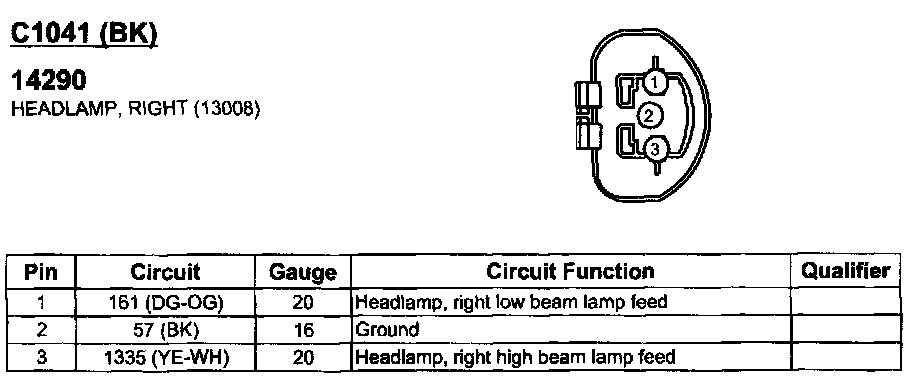 C1041 (BK)
14290
HEADLAMP, RIGHT (13008)
1
2
3
Pin Circuit Gauge Circuit Function Qualifier
1 161 (DG-OG) 20 Headlamp, right low beam lamp feed
2 57 (BK) 16 Ground
3 1335 (YE-WH) 20 Headlamp, right high beam lamp feed